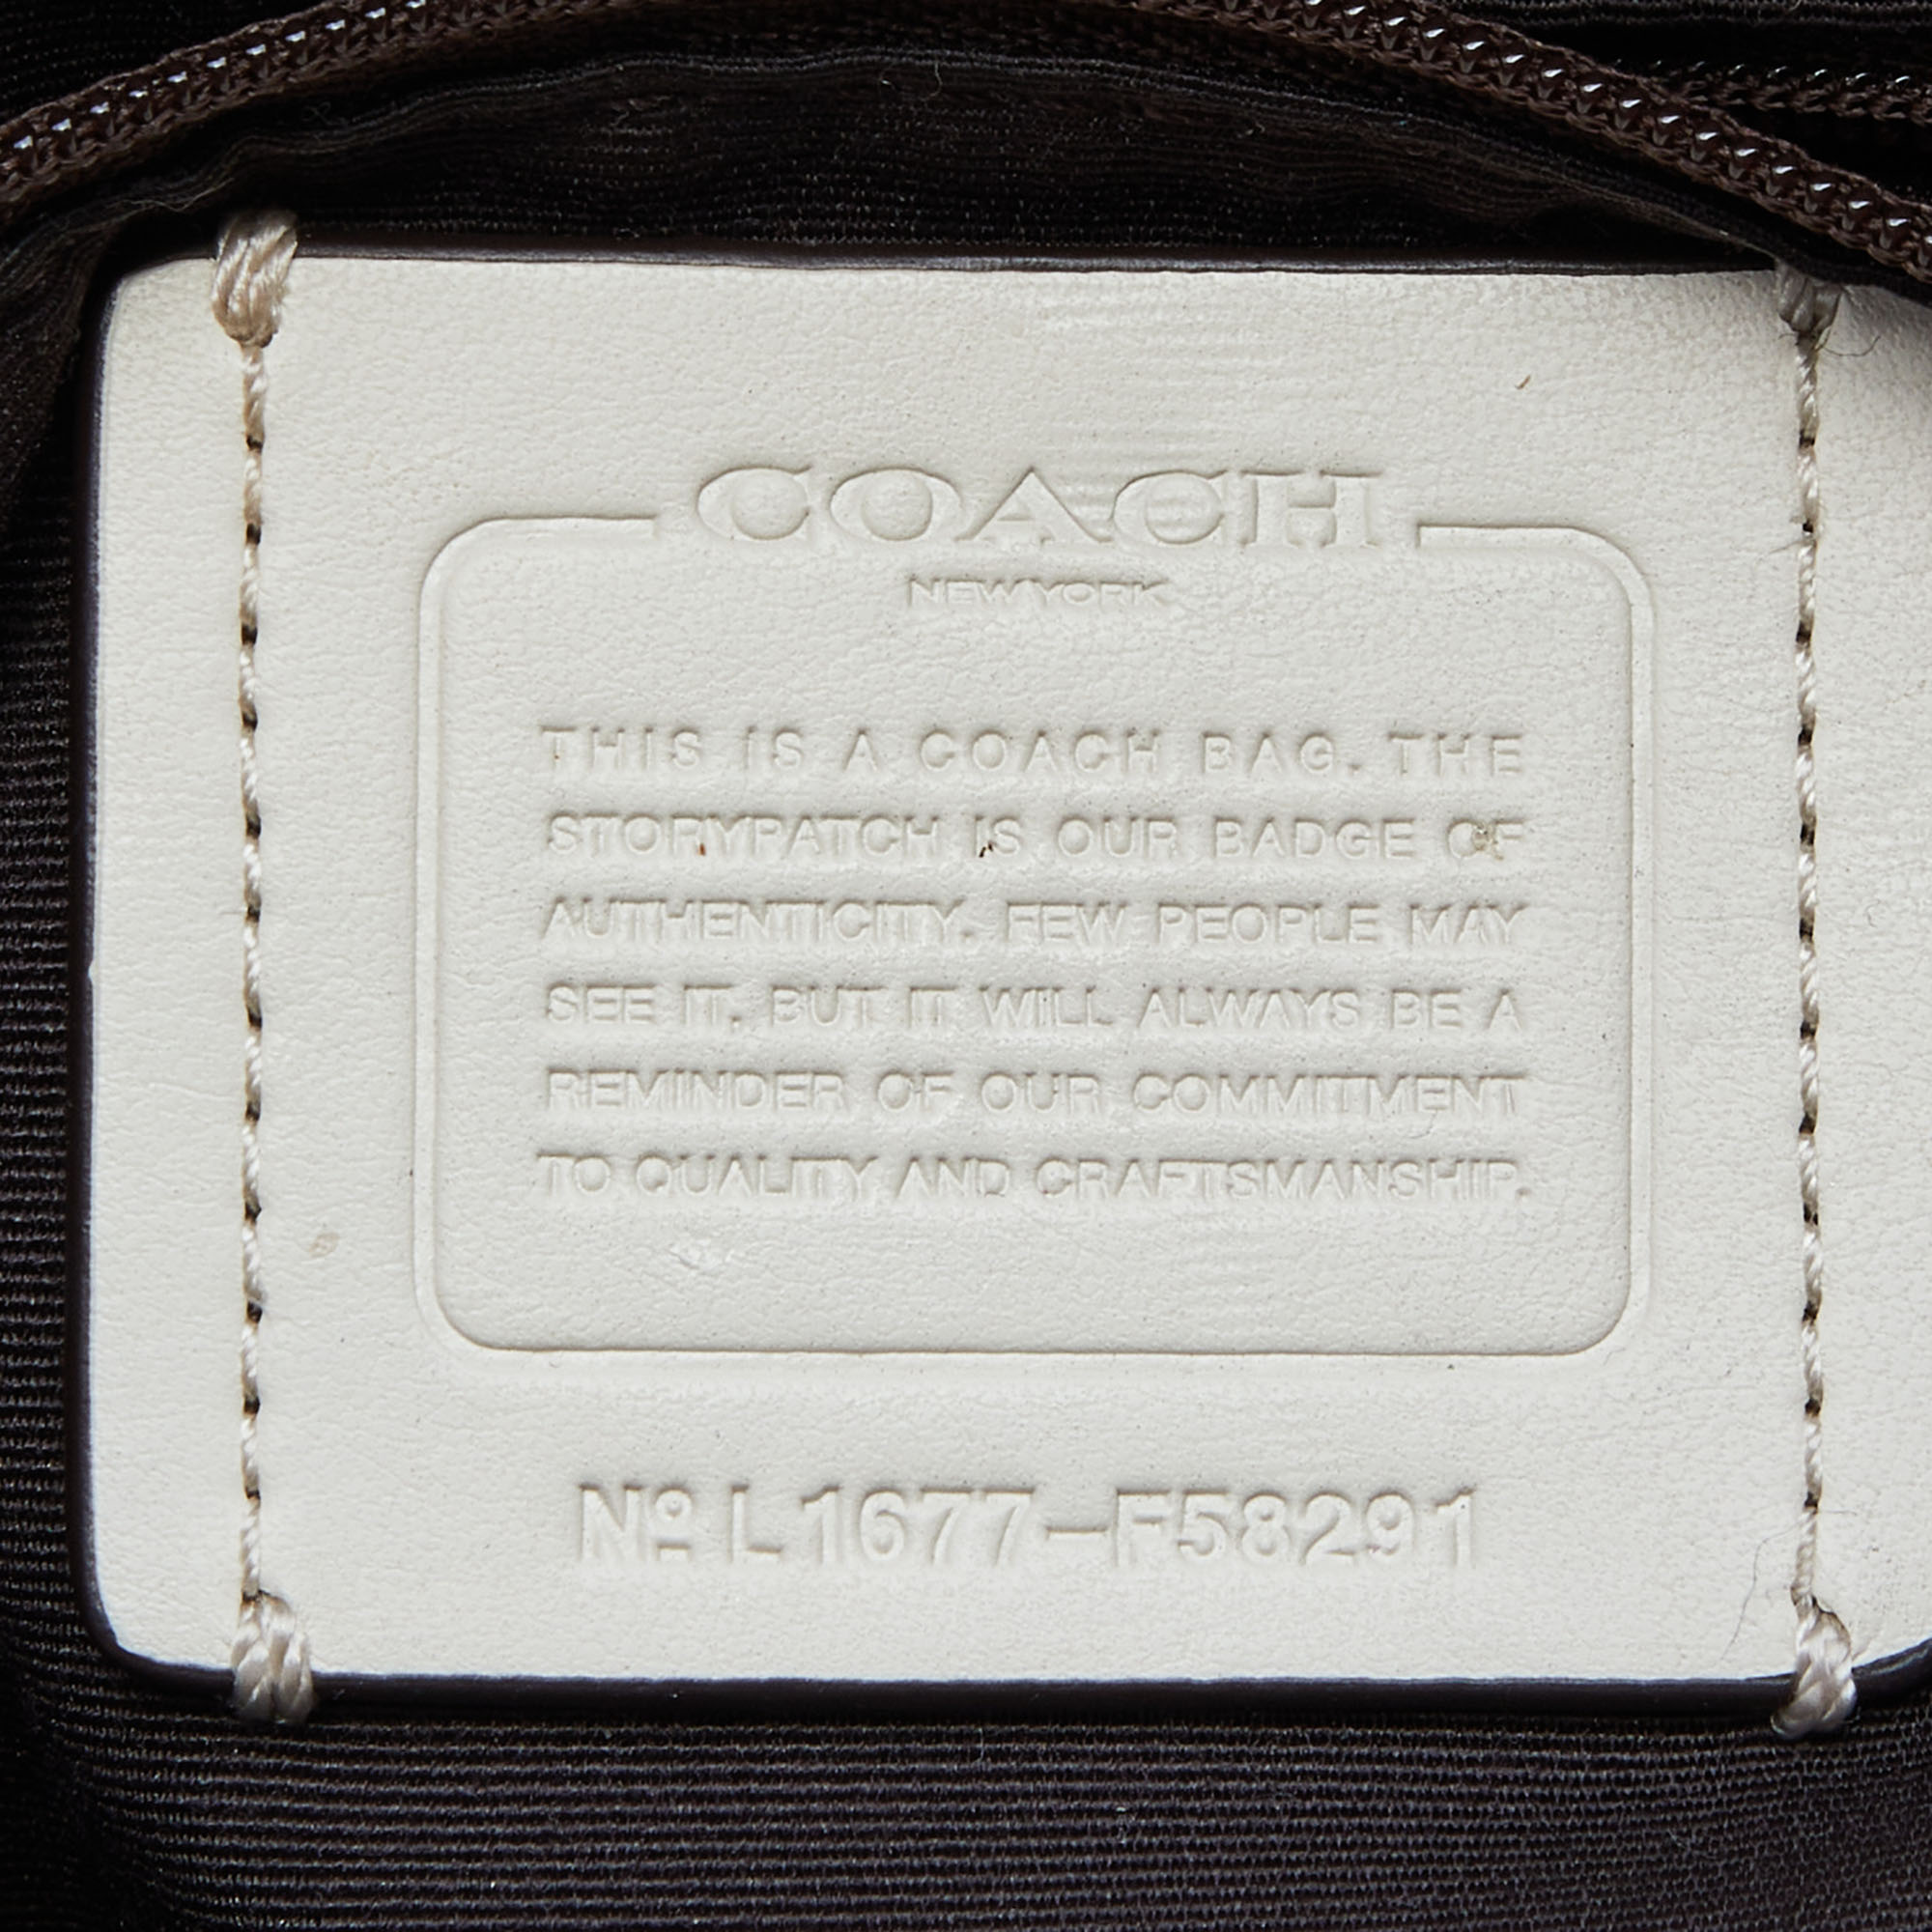 COACH
NEW YORK
THIS IS A COACH BAG. THE
STORYPATCH IS OUR BADGE OF
AUTHENTICITY. FEW PEOPLE MAY
SEE IT. BUT IT WILL ALWAYS BE A
REMINDER OF OUR COMMITMENT
TO QUALITY AND CRAFTSMANSHIP.
Nº L1677-F58291